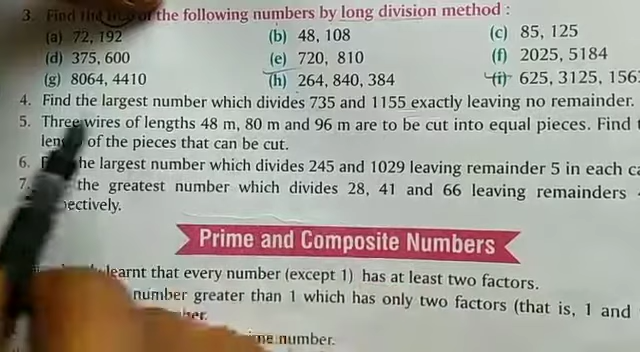 3. Find the of the following numbers by long division method :
(a) 72, 192 (b) 48, 108 (c) 85, 125
(d) 375, 600 (e) 720, 810 (f) 2025, 5184
(g) 8064, 4410 (h) 264, 840, 384 (i) 625, 3125, 156
4. Find the largest number which divides 735 and 1155 exactly leaving no remainder.
5. Three wires of lengths 48 m, 80 m and 96 m are to be cut into equal pieces. Find
of the pieces that can be cut.
6. the largest number which divides 245 and 1029 leaving remainder 5 in each
7. the greatest number which divides 28, 41 and 66 leaving remainders
pectively.
Prime and Composite Numbers
learnt that every number (except 1) has at least two factors.
number greater than 1 which has only two factors (that is, 1 and
number.